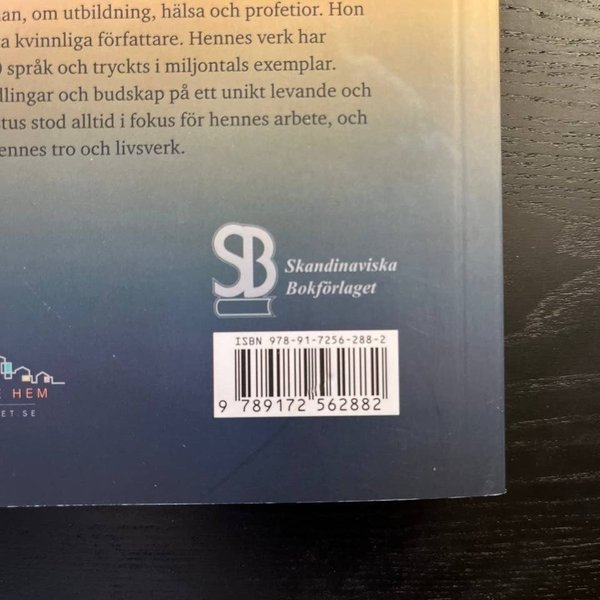 an, om utbildning, hälsa och profetior. Hon
a kvinnliga författare. Hennes verk har
språk och tryckts i miljontals exemplar.
llingar och budskap på ett unikt levande och
tus stod alltid i fokus för hennes arbete, och
ennes tro och livsverk.
SB
Skandinaviska
Bokförlaget
ISBN 978-91-7256-288-2
9 789172 562882
HEM
ET.SE